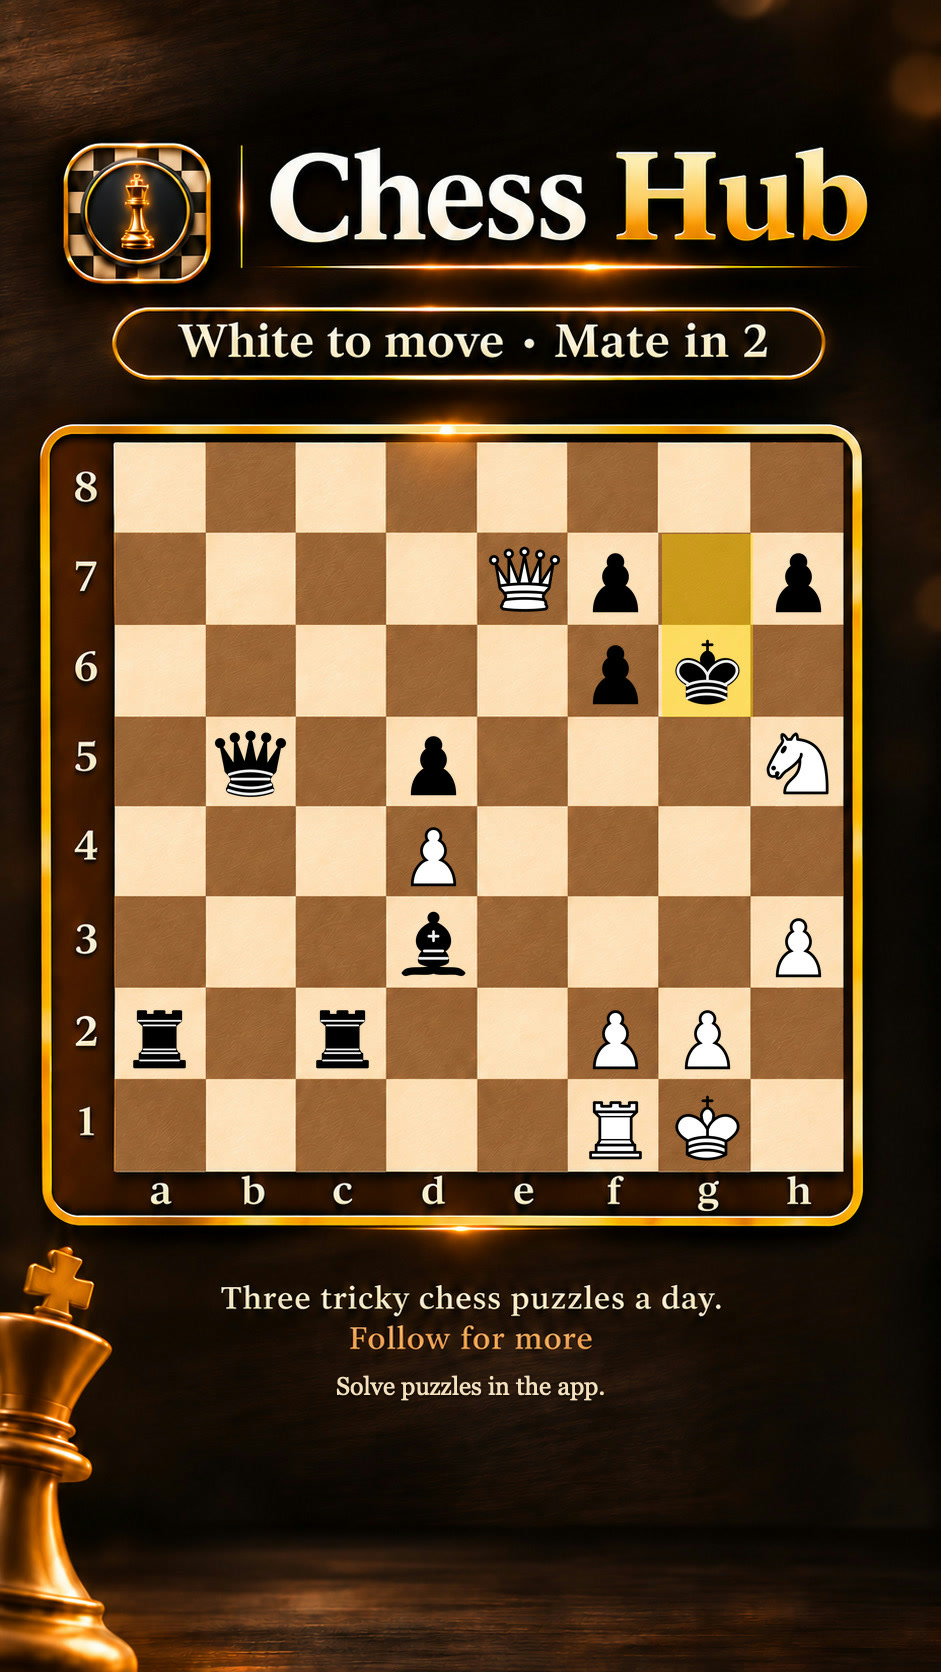 Chess Hub
White to move • Mate in 2
8
7
6
5
4
3
2
1
a b c d e f g h
Three tricky chess puzzles a day.
Follow for more
Solve puzzles in the app.